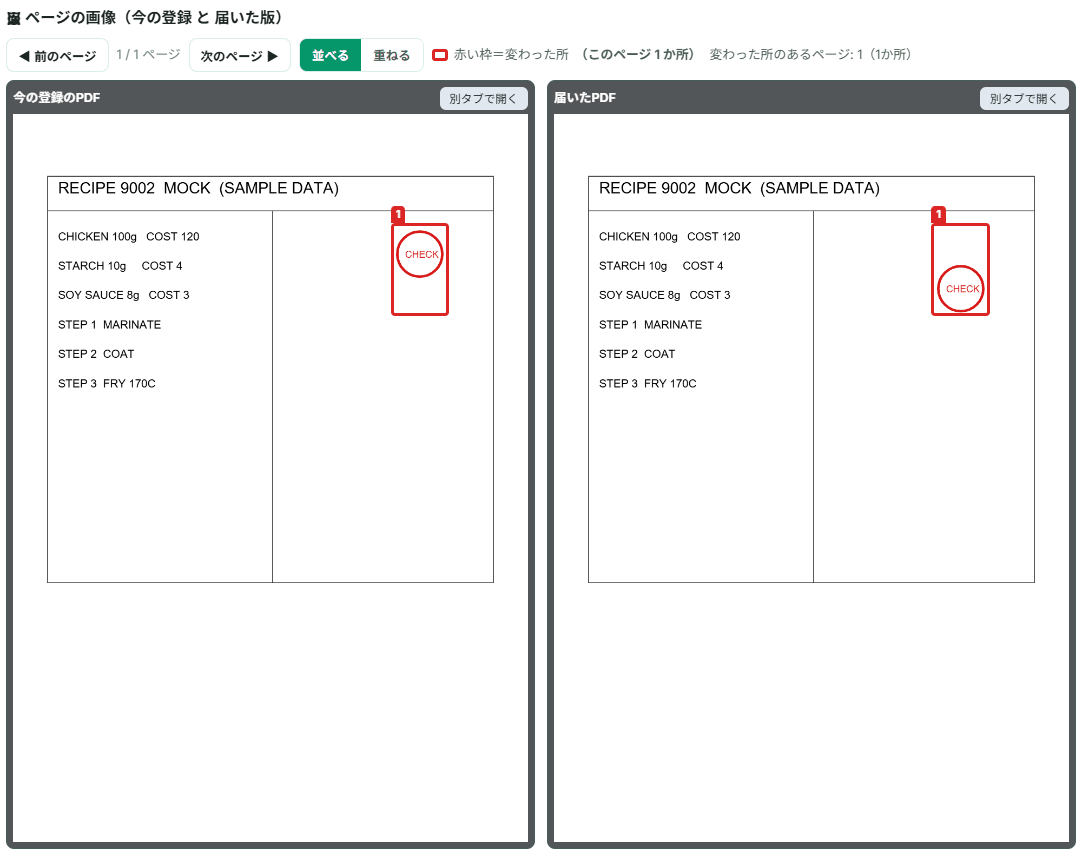 ページの画像（今の登録 と 届いた版）
◀ 前のページ 1 / 1 ページ 次のページ ▶ 並べる 重ねる 赤い枠＝変わった所 （このページ 1 か所） 変わった所のあるページ: 1（1か所）
今の登録のPDF 別タブで開く
RECIPE 9002 MOCK (SAMPLE DATA)
1
CHICKEN 100g COST 120
CHECK
STARCH 10g COST 4
SOY SAUCE 8g COST 3
STEP 1 MARINATE
STEP 2 COAT
STEP 3 FRY 170C
届いたPDF 別タブで開く
RECIPE 9002 MOCK (SAMPLE DATA)
1
CHICKEN 100g COST 120
STARCH 10g COST 4
CHECK
SOY SAUCE 8g COST 3
STEP 1 MARINATE
STEP 2 COAT
STEP 3 FRY 170C